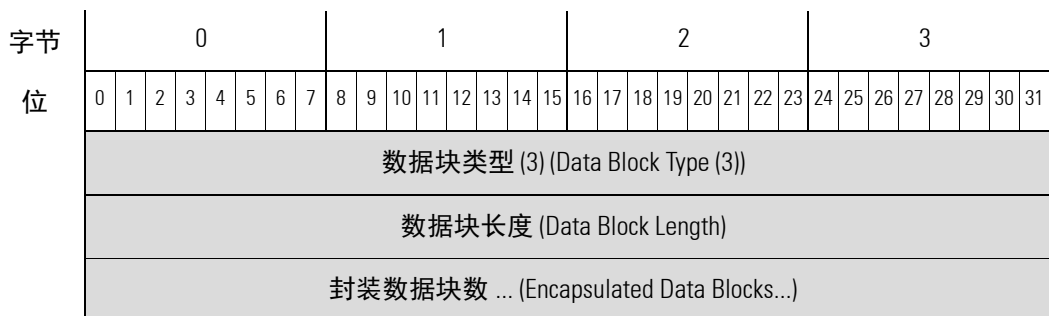 字节 0 1 2 3
位 0 1 2 3 4 5 6 7 8 9 10 11 12 13 14 15 16 17 18 19 20 21 22 23 24 25 26 27 28 29 30 31
数据块类型 (3) (Data Block Type (3))
数据块长度 (Data Block Length)
封装数据块数 ... (Encapsulated Data Blocks...)